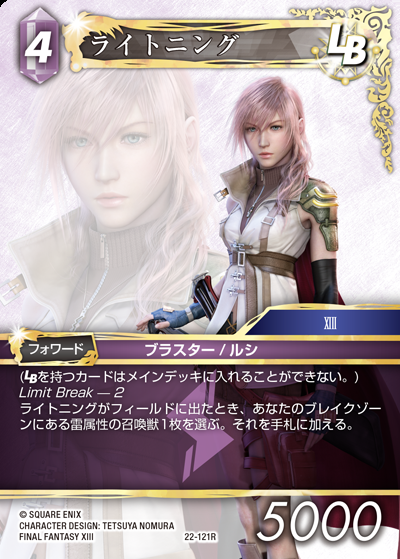 4
ライトニング
LB
XIII
フォワード
ブラスター / ルシ
(LBを持つカードはメインデッキに入れることができない。)
Limit Break — 2
ライトニングがフィールドに出たとき、あなたのブレイクゾー
ンにある雷属性の召喚獣1枚を選ぶ。それを手札に加える。
© SQUARE ENIX
CHARACTER DESIGN: TETSUYA NOMURA
FINAL FANTASY XIII
22-121R
5000